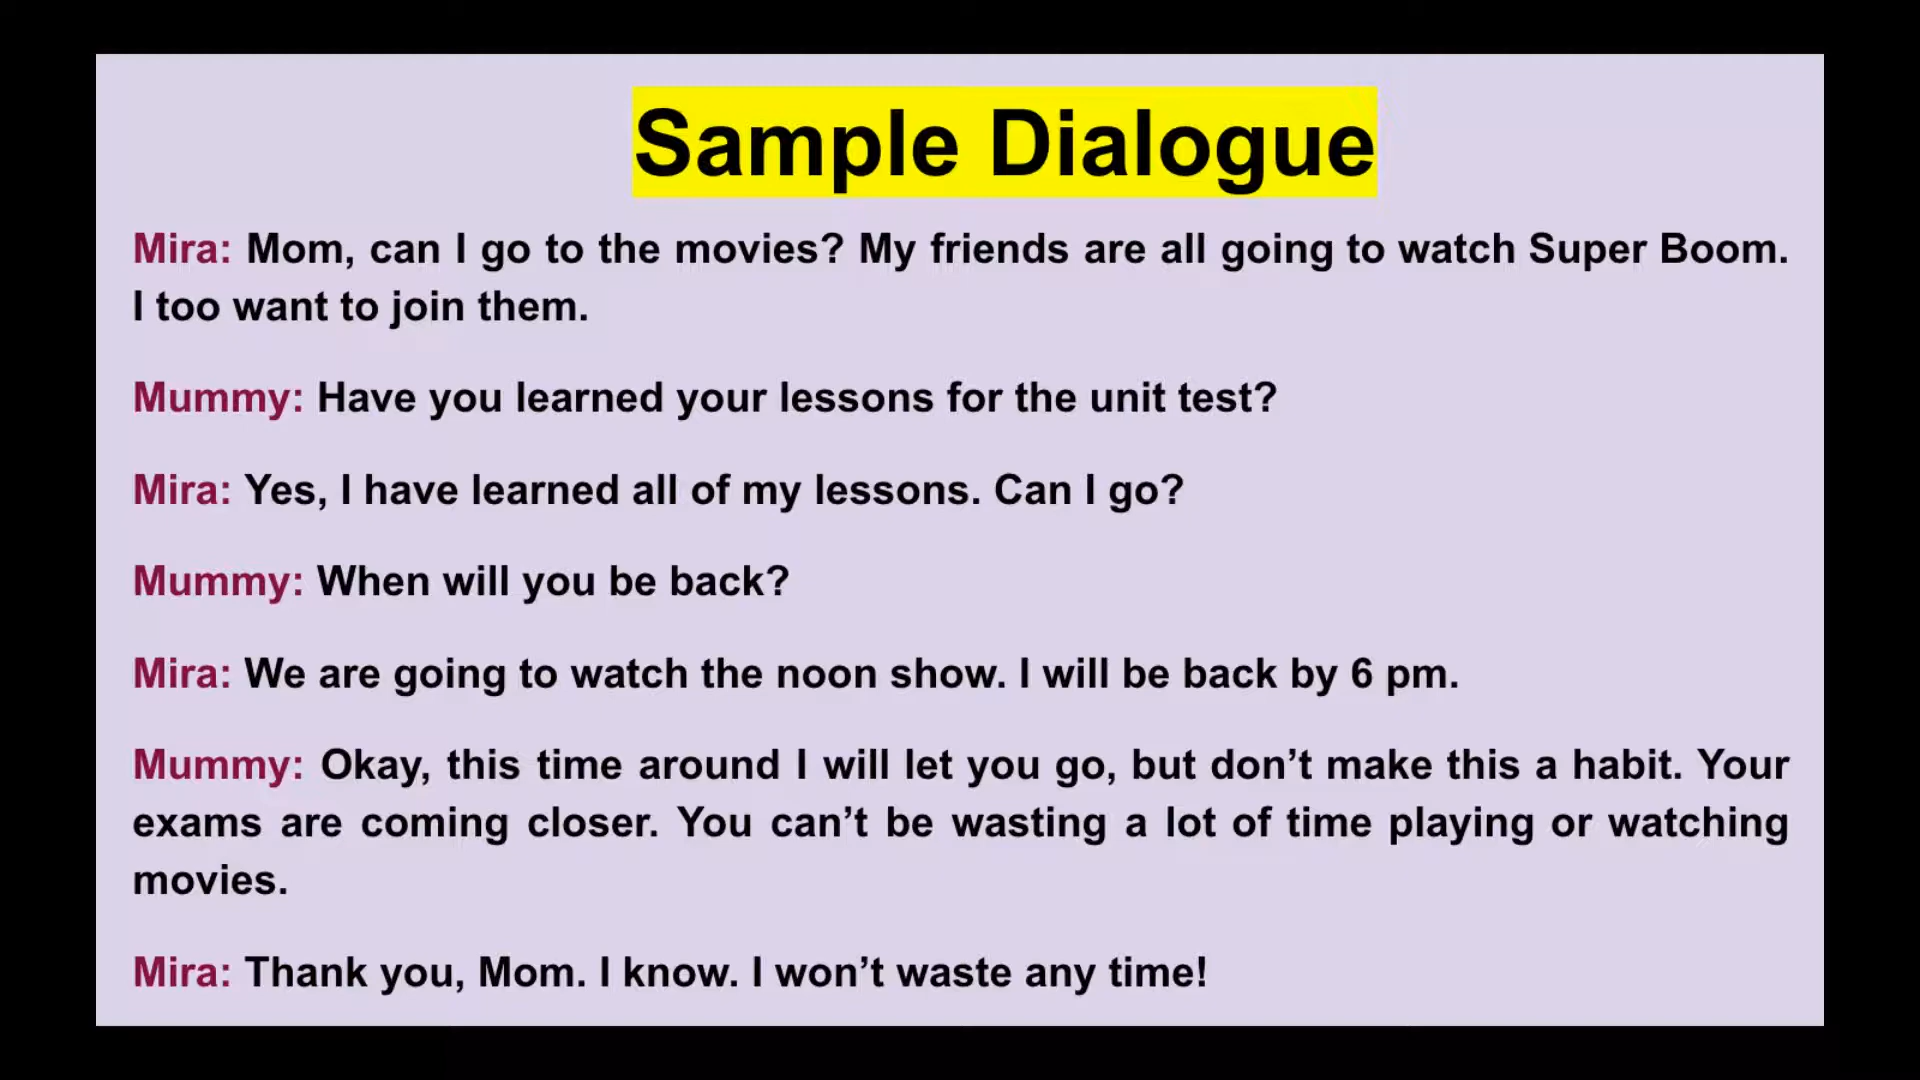 Sample Dialogue
Mira: Mom, can I go to the movies? My friends are all going to watch Super Boom.
I too want to join them.
Mummy: Have you learned your lessons for the unit test?
Mira: Yes, I have learned all of my lessons. Can I go?
Mummy: When will you be back?
Mira: We are going to watch the noon show. I will be back by 6 pm.
Mummy: Okay, this time around I will let you go, but don’t make this a habit. Your
exams are coming closer. You can’t be wasting a lot of time playing or watching
movies.
Mira: Thank you, Mom. I know. I won’t waste any time!